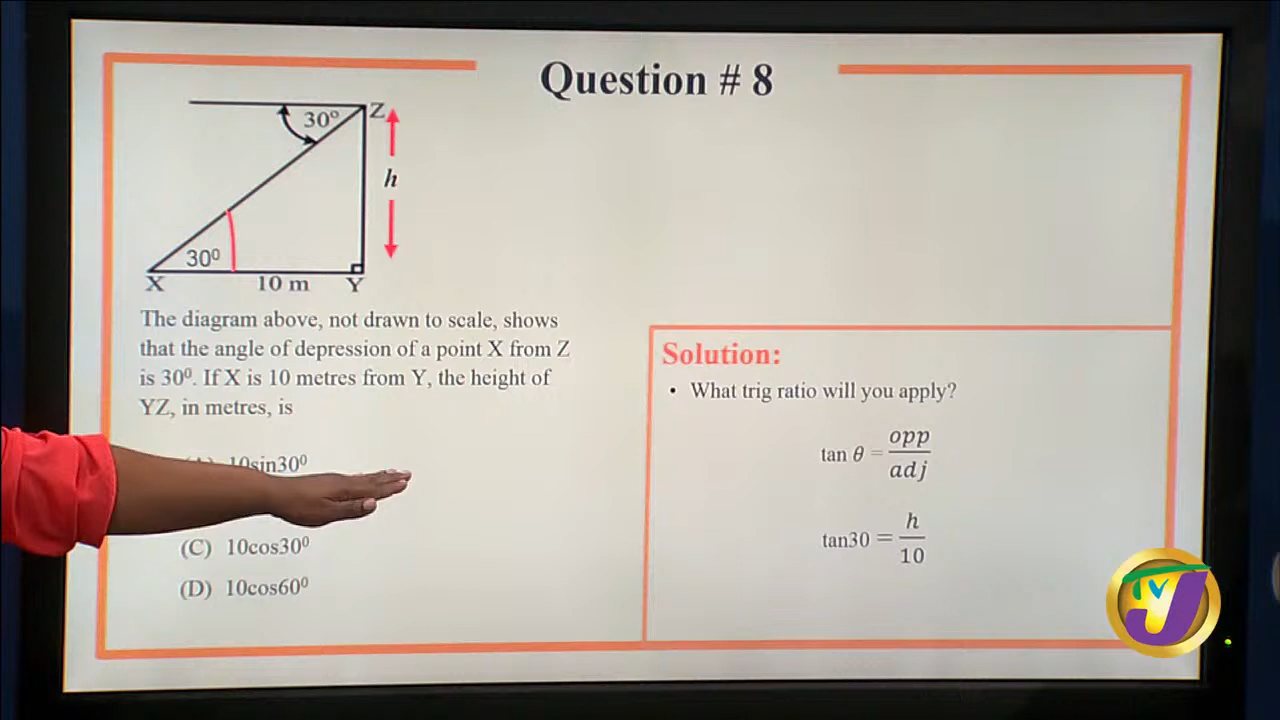 Question # 8
30⁰
Z
h
30⁰
X
10 m
Y
The diagram above, not drawn to scale, shows
that the angle of depression of a point X from Z
is 30⁰. If X is 10 metres from Y, the height of
YZ, in metres, is
10sin30⁰
(C) 10cos30⁰
(D) 10cos60⁰
Solution:
• What trig ratio will you apply?
tan θ = opp/adj
tan30 = h/10
TVJ